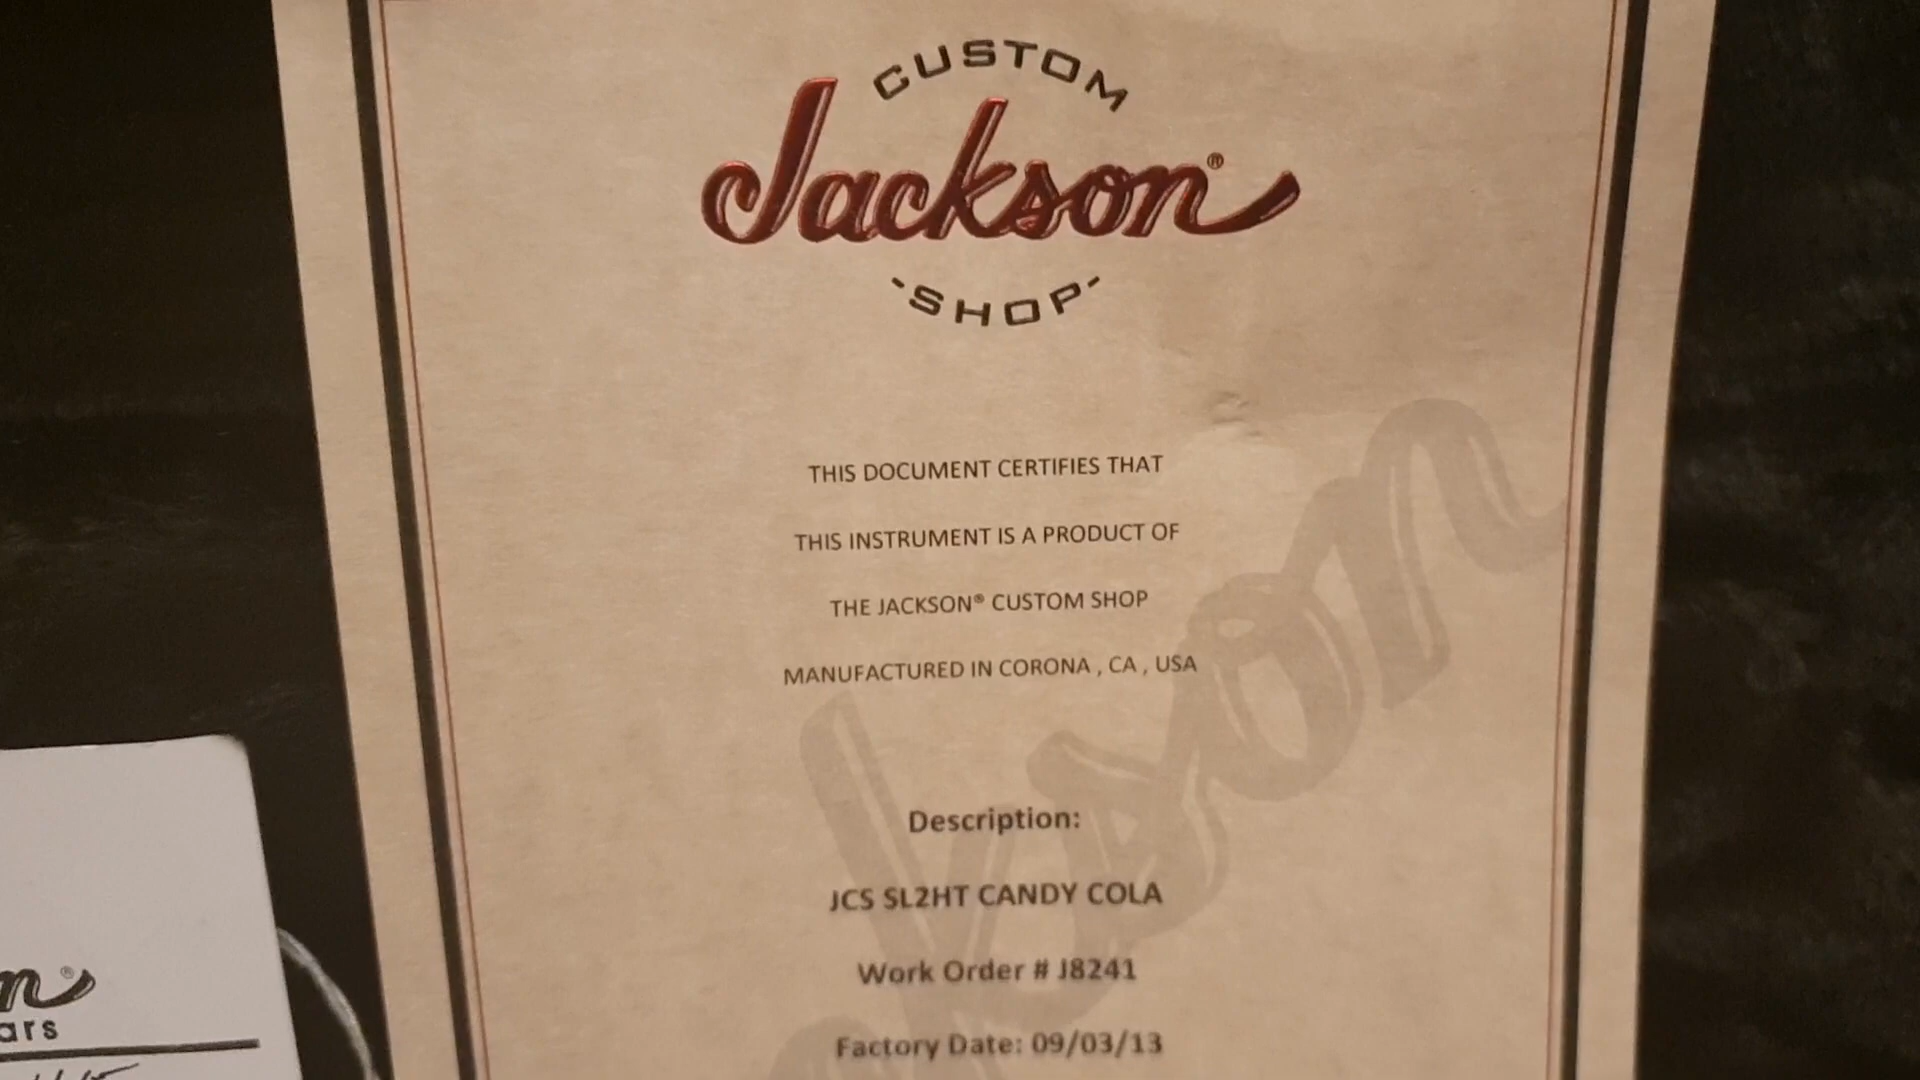 CUSTOM
Jackson®
-SHOP-
THIS DOCUMENT CERTIFIES THAT
THIS INSTRUMENT IS A PRODUCT OF
THE JACKSON® CUSTOM SHOP
MANUFACTURED IN CORONA , CA , USA
Description:
JCS SL2HT CANDY COLA
Work Order # J8241
Factory Date: 09/03/13